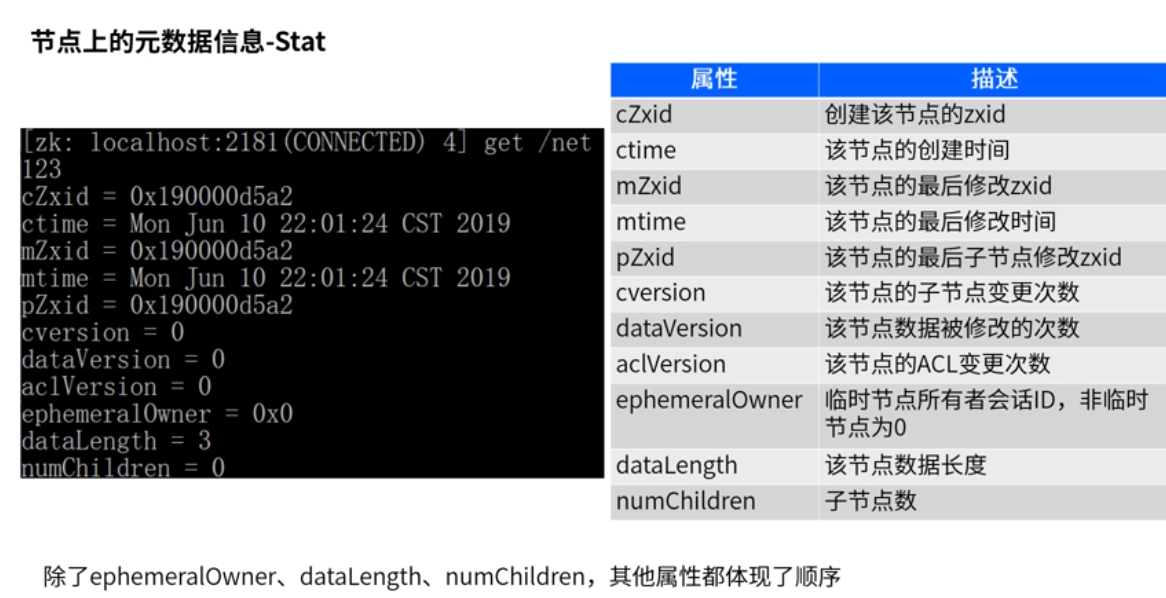 节点上的元数据信息-Stat
[zk: localhost:2181(CONNECTED) 4] get /net
123
cZxid = 0x190000d5a2
ctime = Mon Jun 10 22:01:24 CST 2019
mZxid = 0x190000d5a2
mtime = Mon Jun 10 22:01:24 CST 2019
pZxid = 0x190000d5a2
cversion = 0
dataVersion = 0
aclVersion = 0
ephemeralOwner = 0x0
dataLength = 3
numChildren = 0
属性 描述
cZxid 创建该节点的zxid
ctime 该节点的创建时间
mZxid 该节点的最后修改zxid
mtime 该节点的最后修改时间
pZxid 该节点的最后子节点修改zxid
cversion 该节点的子节点变更次数
dataVersion 该节点数据被修改的次数
aclVersion 该节点的ACL变更次数
ephemeralOwner 临时节点所有者会话ID，非临时
节点为0
dataLength 该节点数据长度
numChildren 子节点数
除了ephemeralOwner、dataLength、numChildren，其他属性都体现了顺序